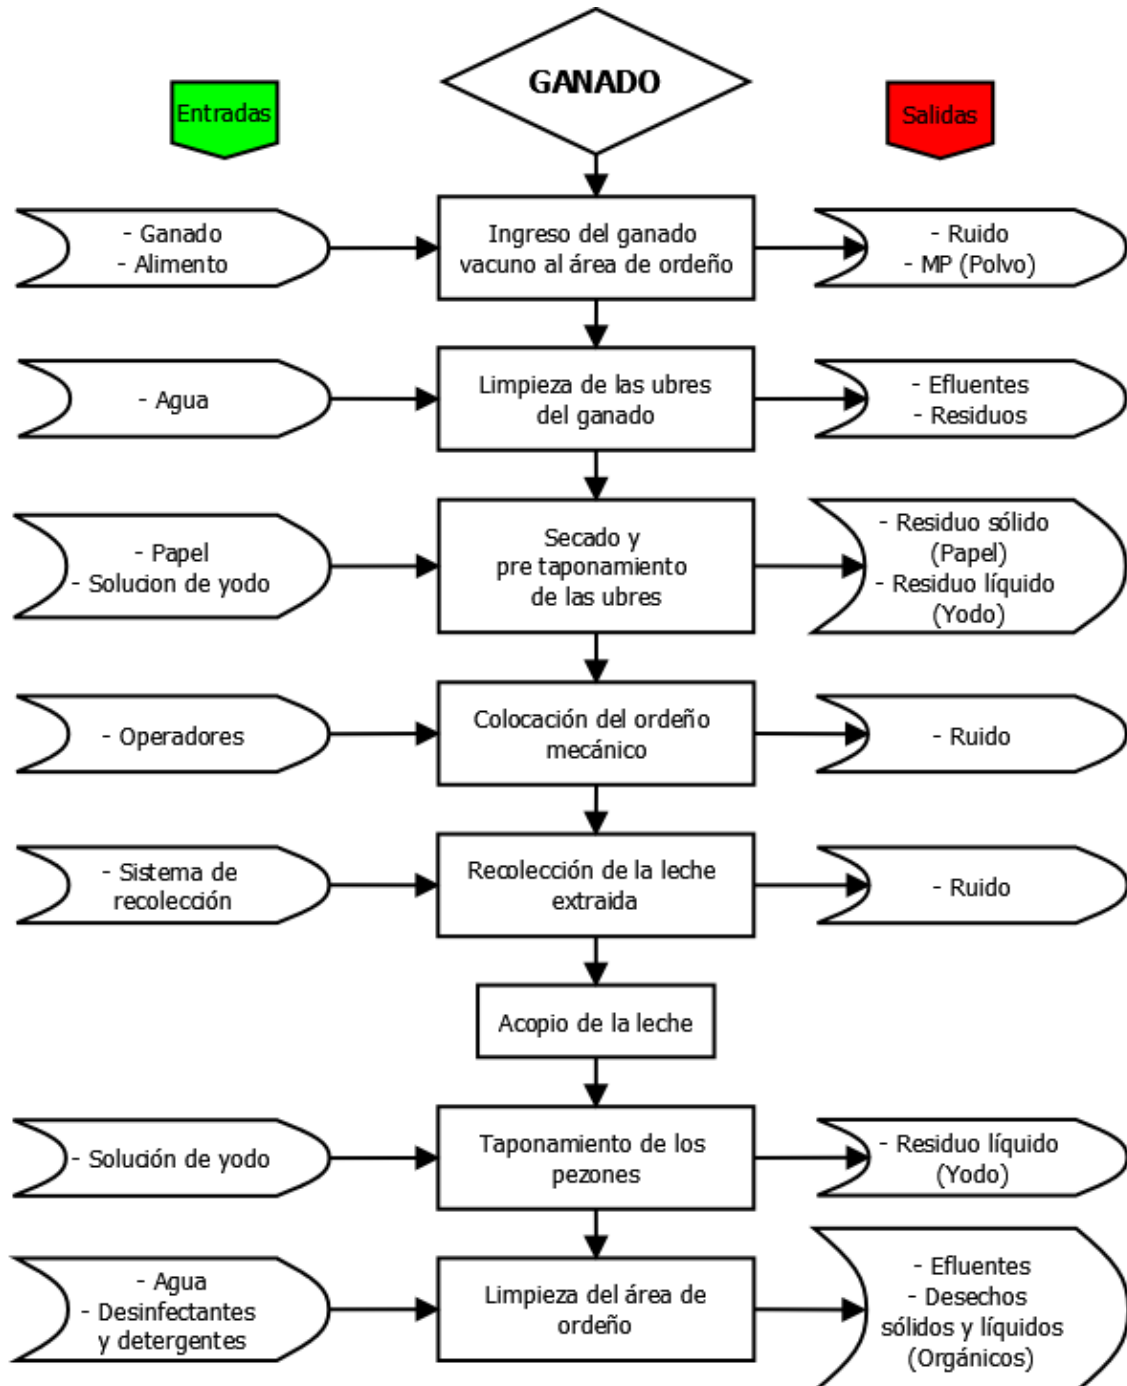 GANADO
Entradas
Salidas
- Ganado
- Alimento
Ingreso del ganado
vacuno al área de ordeño
- Ruido
- MP (Polvo)
- Agua
Limpieza de las ubres
del ganado
- Efluentes
- Residuos
- Papel
- Solucion de yodo
Secado y
pre taponamiento
de las ubres
- Residuo sólido
(Papel)
- Residuo líquido
(Yodo)
- Operadores
Colocación del ordeño
mecánico
- Ruido
- Sistema de
recolección
Recolección de la leche
extraida
- Ruido
Acopio de la leche
- Solución de yodo
Taponamiento de los
pezones
- Residuo líquido
(Yodo)
- Agua
- Desinfectantes
y detergentes
Limpieza del área de
ordeño
- Efluentes
- Desechos
sólidos y líquidos
(Orgánicos)